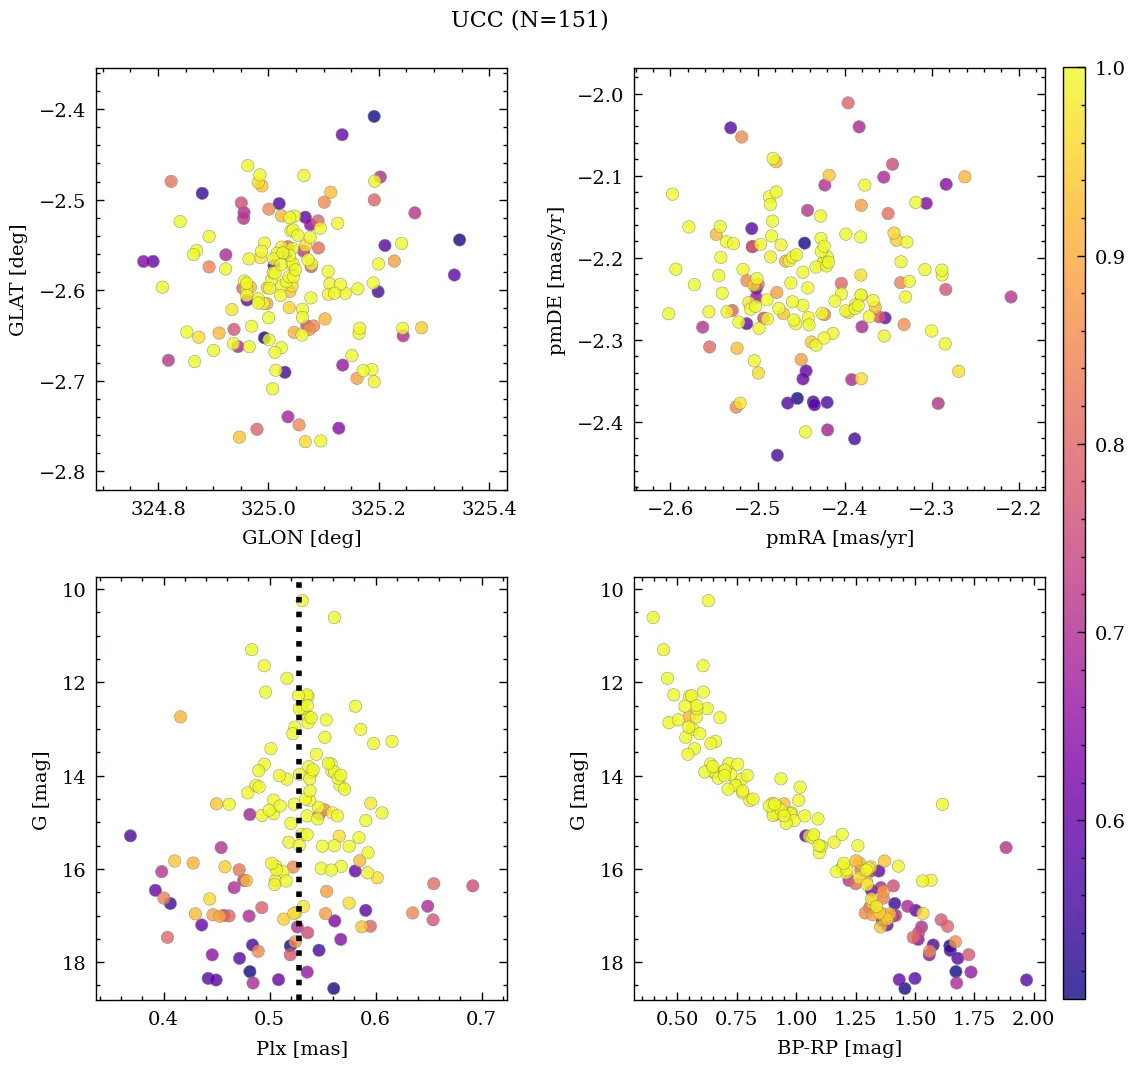 UCC (N=151)
−2.4
−2.5
−2.6
−2.7
−2.8
GLAT [deg]
324.8 325.0 325.2 325.4
GLON [deg]
−2.0
−2.1
−2.2
−2.3
−2.4
pmDE [mas/yr]
−2.6 −2.5 −2.4 −2.3 −2.2
pmRA [mas/yr]
10
12
14
16
18
G [mag]
0.4 0.5 0.6 0.7
Plx [mas]
10
12
14
16
18
G [mag]
0.50 0.75 1.00 1.25 1.50 1.75 2.00
BP-RP [mag]
1.0
0.9
0.8
0.7
0.6